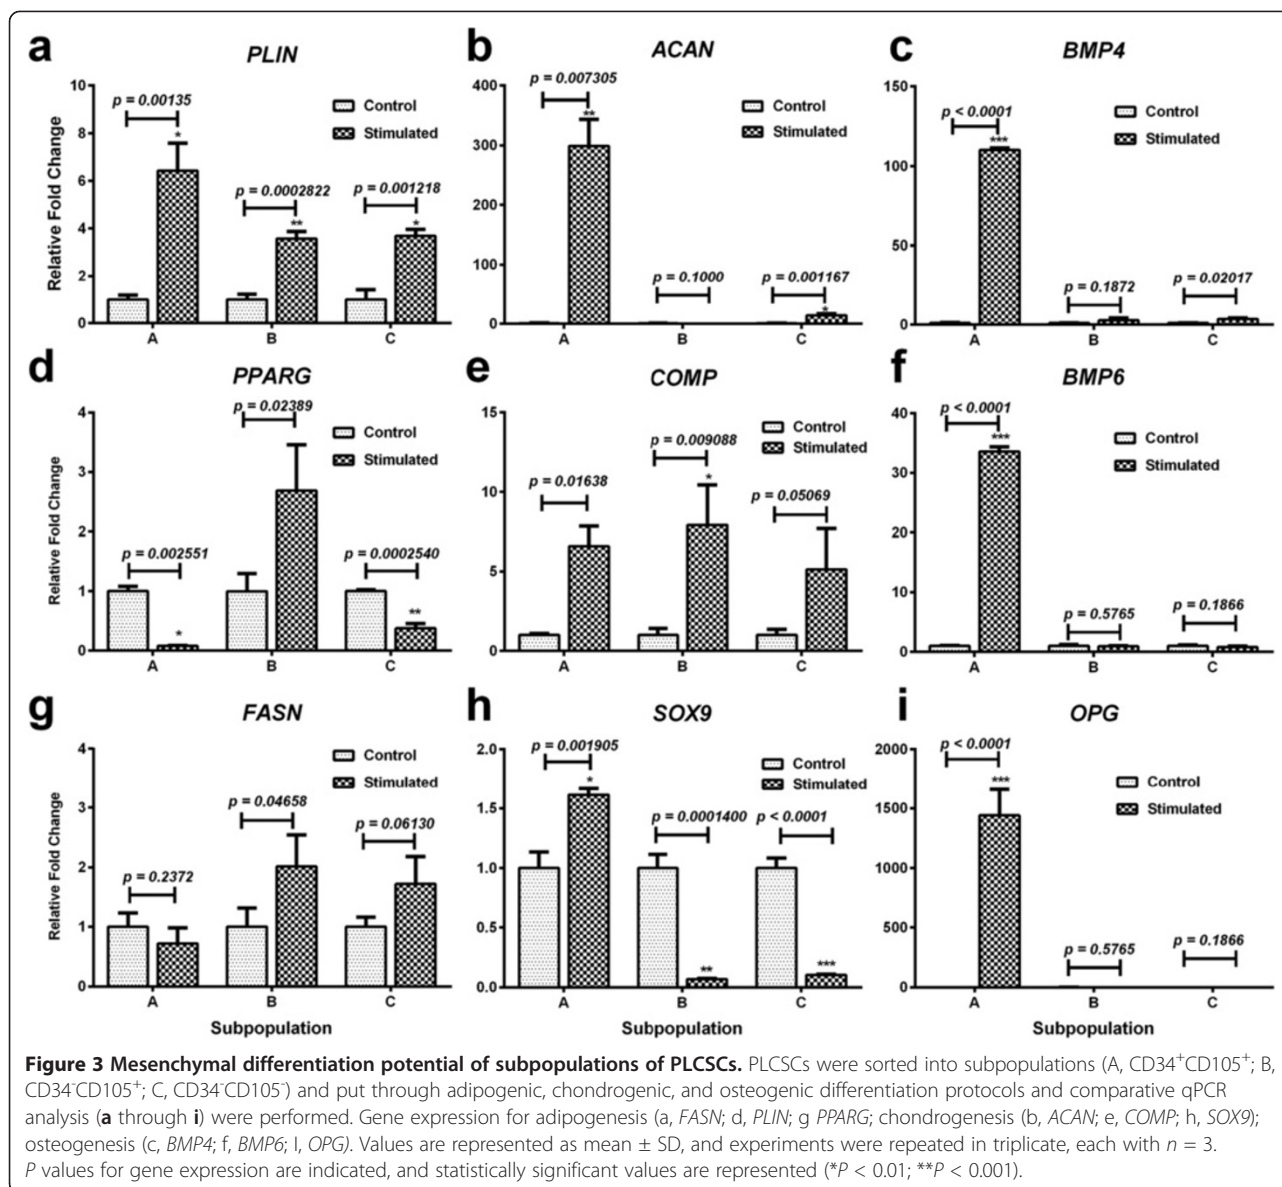 a
PLIN
10
8
6
4
2
0
Relative Fold Change
p = 0.00135
p = 0.0002822
p = 0.001218
*
**
*
Control
Stimulated
A
B
C
b
ACAN
400
300
200
100
0
p = 0.007305
p = 0.1000
p = 0.001167
**
*
Control
Stimulated
A
B
C
c
BMP4
150
100
50
0
p < 0.0001
p = 0.1872
p = 0.02017
***
Control
Stimulated
A
B
C
d
PPARG
4
3
2
1
0
Relative Fold Change
p = 0.002551
p = 0.02389
p = 0.0002540
*
**
Control
Stimulated
A
B
C
e
COMP
15
10
5
0
p = 0.01638
p = 0.009088
p = 0.05069
*
Control
Stimulated
A
B
C
f
BMP6
40
30
20
10
0
p < 0.0001
p = 0.5765
p = 0.1866
***
Control
Stimulated
A
B
C
g
FASN
4
3
2
1
0
Relative Fold Change
p = 0.2372
p = 0.04658
p = 0.06130
Control
Stimulated
A
B
C
Subpopulation
h
SOX9
2.0
1.5
1.0
0.5
0.0
p = 0.001905
p = 0.0001400
p < 0.0001
*
**
***
Control
Stimulated
A
B
C
Subpopulation
i
OPG
2000
1500
1000
500
0
p < 0.0001
p = 0.5765
p = 0.1866
***
Control
Stimulated
A
B
C
Subpopulation
Figure 3 Mesenchymal differentiation potential of subpopulations of PLCSCs. PLCSCs were sorted into subpopulations (A, CD34⁺CD105⁺; B,
CD34⁻CD105⁺; C, CD34⁻CD105⁻) and put through adipogenic, chondrogenic, and osteogenic differentiation protocols and comparative qPCR
analysis (a through i) were performed. Gene expression for adipogenesis (a, FASN; d, PLIN; g PPARG; chondrogenesis (b, ACAN; e, COMP; h, SOX9);
osteogenesis (c, BMP4; f, BMP6; I, OPG). Values are represented as mean ± SD, and experiments were repeated in triplicate, each with n = 3.
P values for gene expression are indicated, and statistically significant values are represented (*P < 0.01; **P < 0.001).